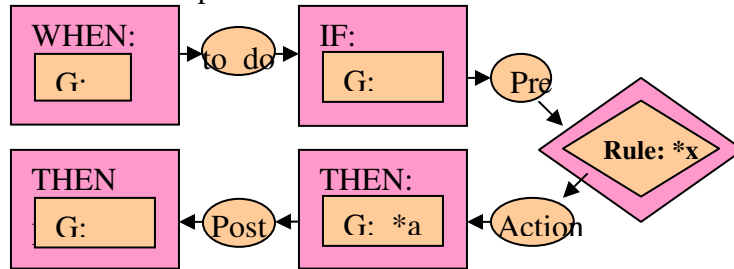 WHEN:
G:
to do
IF:
G:
Pre
Rule: *x
THEN
G:
Post
THEN:
G: *a
Action